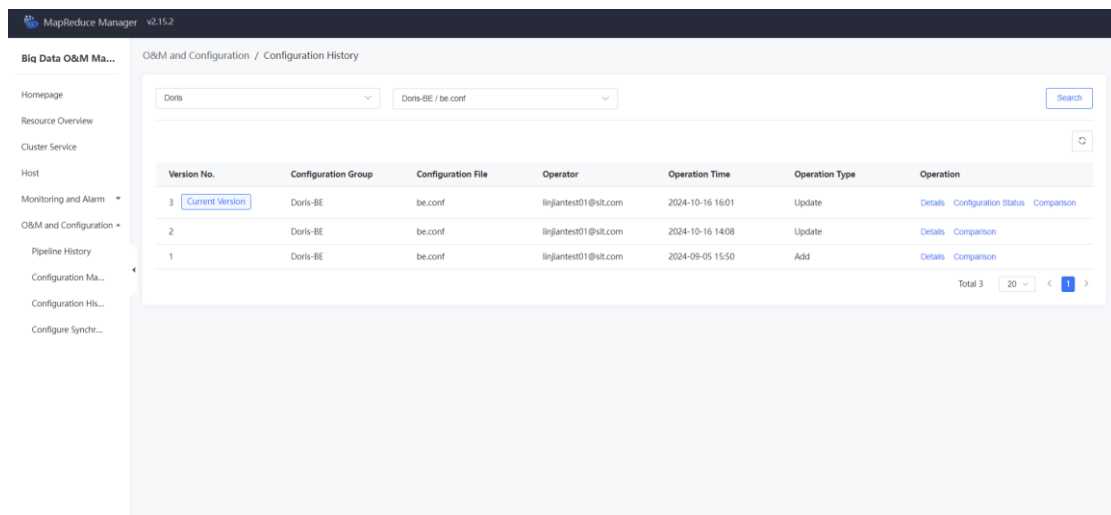 MapReduce Manager v2.15.2
Big Data O&M Ma...
Homepage
Resource Overview
Cluster Service
Host
Monitoring and Alarm
O&M and Configuration
Pipeline History
Configuration Ma...
Configuration His...
Configure Synchr...
O&M and Configuration / Configuration History
Doris Doris-BE / be.conf Search
Version No. Configuration Group Configuration File Operator Operation Time Operation Type Operation
3 Current Version Doris-BE be.conf linjiantest01@sit.com 2024-10-16 16:01 Update Details Configuration Status Comparison
2 Doris-BE be.conf linjiantest01@sit.com 2024-10-16 14:08 Update Details Comparison
1 Doris-BE be.conf linjiantest01@sit.com 2024-09-05 15:50 Add Details Comparison
Total 3 20 < 1 >